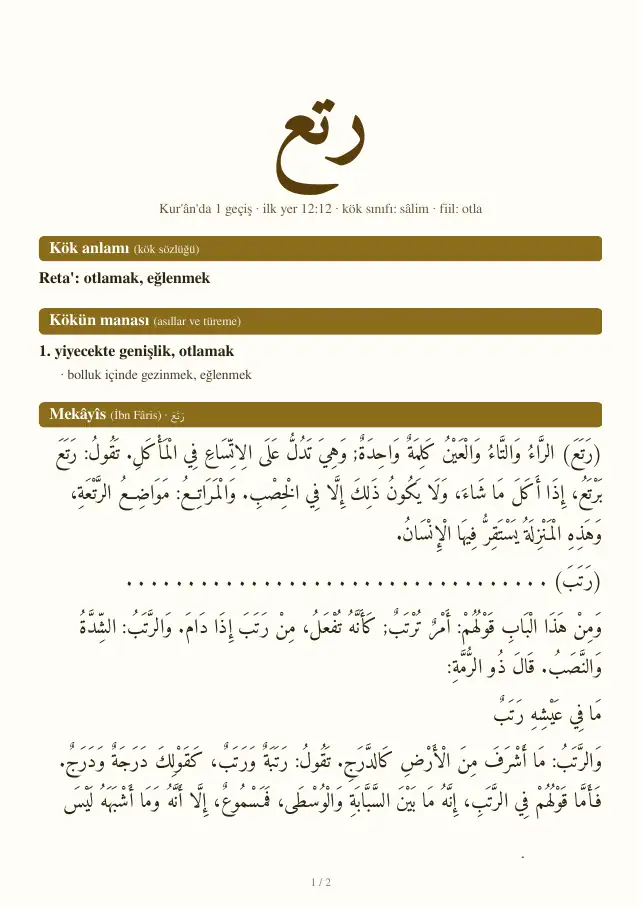 رتع
Kur'ân'da 1 geçiş · ilk yer 12:12 · kök sınıfı: sâlim · fiil: otla
Kök anlamı (kök sözlüğü)
Reta': otlamak, eğlenmek
Kökün manası (asıllar ve türeme)
1. yiyecekte genişlik, otlamak
· bolluk içinde gezinmek, eğlenmek
Mekâyîs (İbn Fâris) · رَتَعَ
(رَتَعَ) الرَّاءُ وَالتَّاءُ وَالْعَيْنُ كَلِمَةٌ وَاحِدَةٌ; وَهِيَ تَدُلُّ عَلَى الِاتِّسَاعِ فِي الْمَأْكَلِ. تَقُولُ: رَتَعَ
يَرْتَعُ، إِذَا أَكَلَ مَا شَاءَ، وَلَا يَكُونُ ذَلِكَ إِلَّا فِي الْخِصْبِ. وَالْمَرَاتِعُ: مَوَاضِعُ الرَّتْعَةِ،
وَهَذِهِ الْمَنْزِلَةُ يَسْتَقِرُّ فِيهَا الْإِنْسَانُ.
(رَتَبَ) . . . . . . . . . . . . . . . . . . . . . . . . . . . . . . . . . .
وَمِنْ هَذَا الْبَابِ قَوْلُهُمْ: أَمْرٌ تُرْتَبٌ; كَأَنَّهُ تُفْعَلُ، مِنْ رَتَبَ إِذَا دَامَ. وَالرَّتَبُ: الشِّدَّةُ
وَالنَّصَبُ. قَالَ ذُو الرُّمَّةِ:
مَا فِي عَيْشِهِ رَتَبٌ
وَالرَّتَبُ: مَا أَشْرَفَ مِنَ الْأَرْضِ كَالدَّرَجِ. تَقُولُ: رَتَبَةٌ وَرَتَبٌ، كَقَوْلِكَ دَرَجَةٌ وَدَرَجٌ.
فَأَمَّا قَوْلُهُمْ فِي الرَّتَبِ، إِنَّهُ مَا بَيْنَ السَّبَّابَةِ وَالْوُسْطَى، فَمَسْمُوعٌ، إِلَّا أَنَّهُ وَمَا أَشْبَهَهُ لَيْسَ
1 / 2